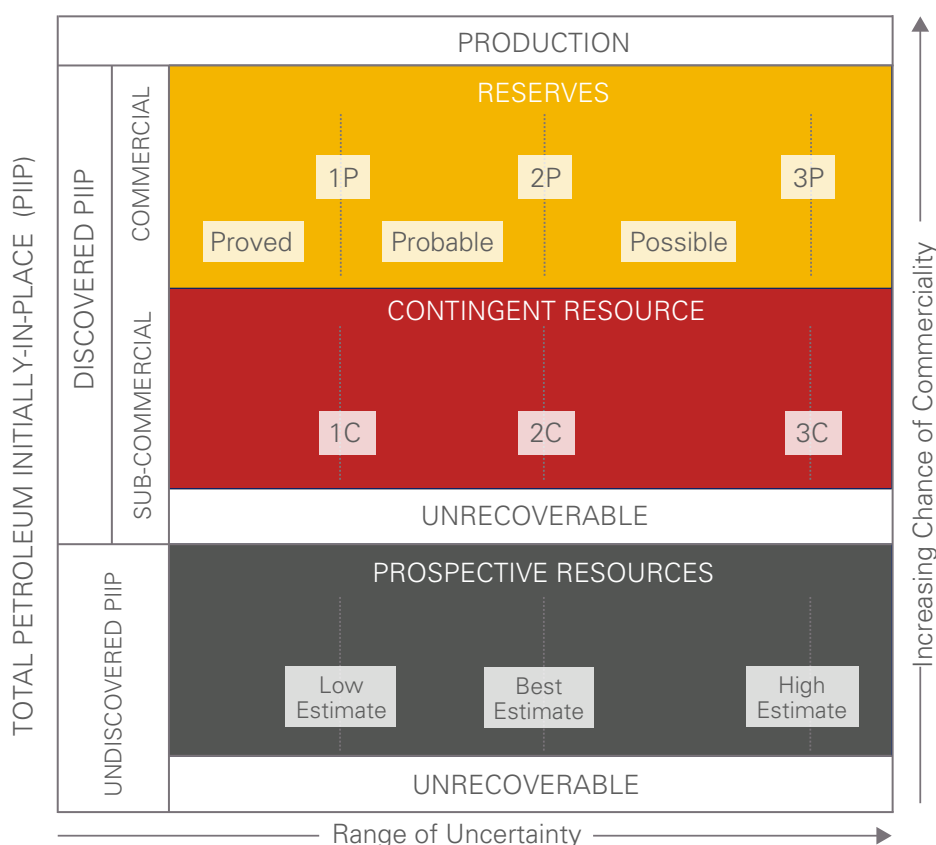 PRODUCTION
TOTAL PETROLEUM INITIALLY-IN-PLACE (PIIP)
DISCOVERED PIIP
COMMERCIAL
RESERVES
1P
2P
3P
Proved
Probable
Possible
SUB-COMMERCIAL
CONTINGENT RESOURCE
1C
2C
3C
UNRECOVERABLE
UNDISCOVERED PIIP
PROSPECTIVE RESOURCES
Low
Estimate
Best
Estimate
High
Estimate
UNRECOVERABLE
Increasing Chance of Commerciality
Range of Uncertainty